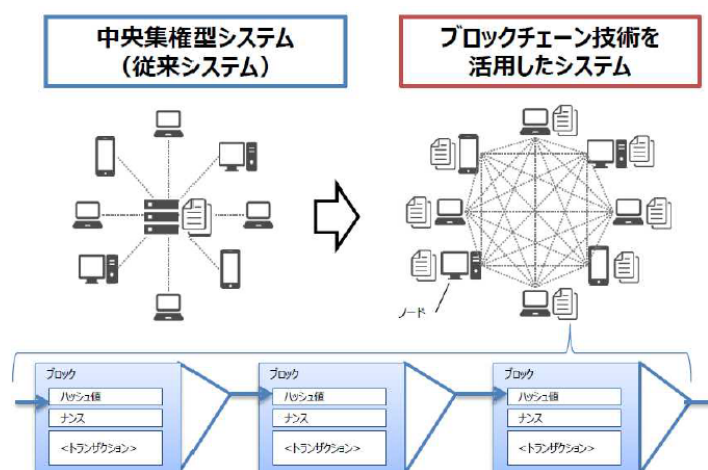 中央集権型システム
（従来システム）
ブロックチェーン技術を
活用したシステム
ノード
ブロック
ハッシュ値
ナンス
<トランザクション>
ブロック
ハッシュ値
ナンス
<トランザクション>
ブロック
ハッシュ値
ナンス
<トランザクション>